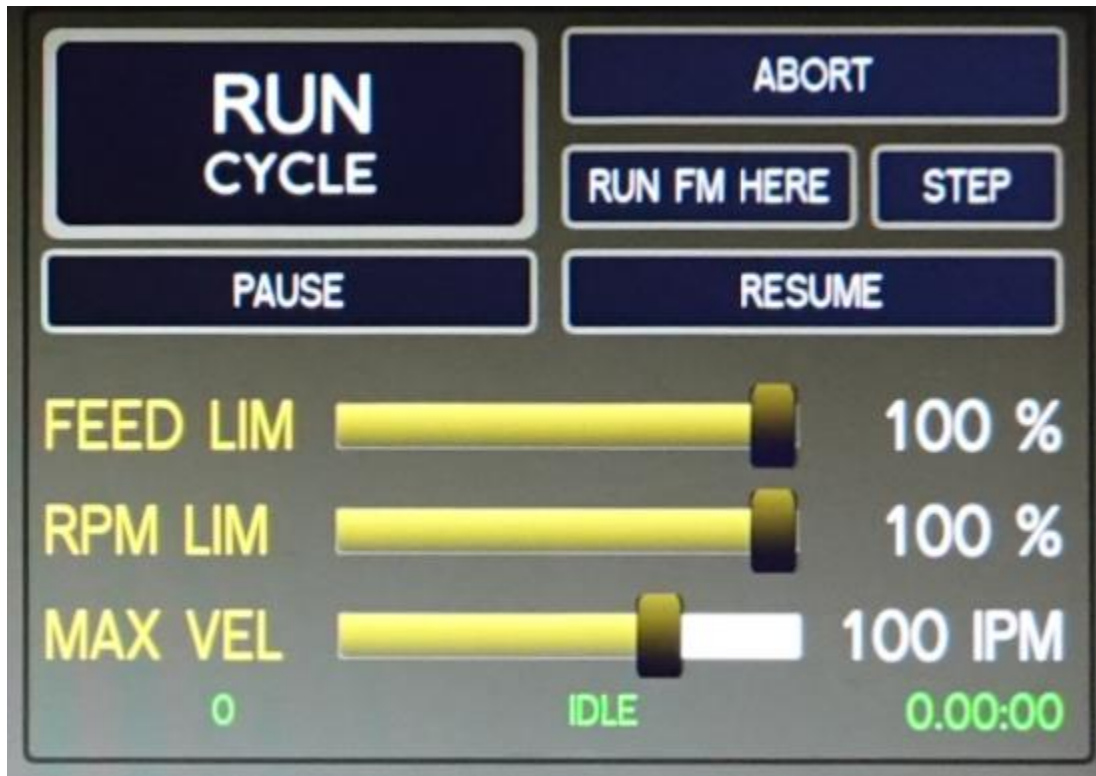 RUN
CYCLE
ABORT
RUN FM HERE
STEP
PAUSE
RESUME
FEED LIM
100 %
RPM LIM
100 %
MAX VEL
100 IPM
0
IDLE
0.00:00